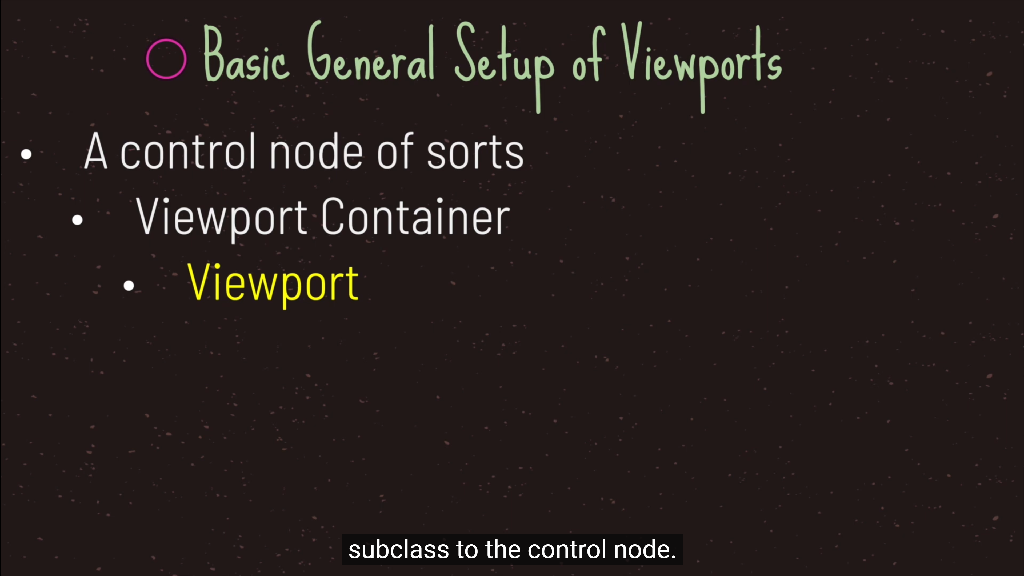 Basic General Setup of Viewports
• A control node of sorts
• Viewport Container
• Viewport
subclass to the control node.